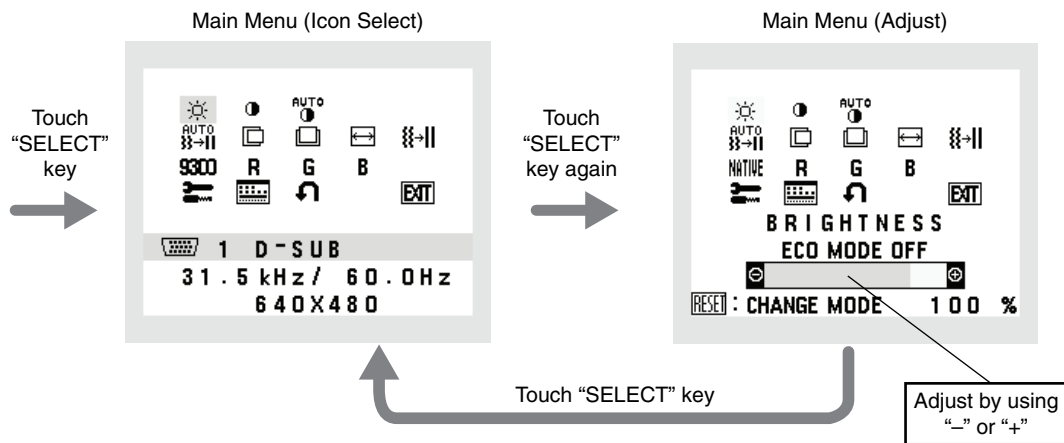 Main Menu (Icon Select)
Touch
“SELECT”
key
AUTO
AUTO
9300 R G B
EXIT
1 D-SUB
31.5 kHz/ 60.0Hz
640X480
Touch
“SELECT”
key again
Main Menu (Adjust)
AUTO
AUTO
NATIVE R G B
EXIT
BRIGHTNESS
ECO MODE OFF
RESET : CHANGE MODE 100 %
Touch “SELECT” key
Adjust by using
“–” or “+”